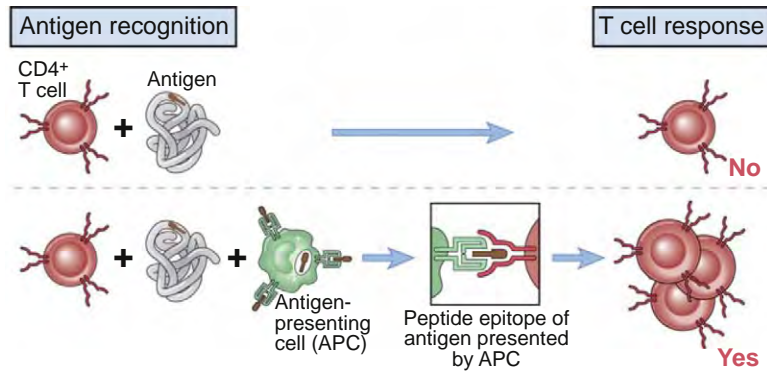 Antigen recognition
T cell response
CD4+
T cell
Antigen
+
No
+
+
Antigen-
presenting
cell (APC)
Peptide epitope of
antigen presented
by APC
Yes